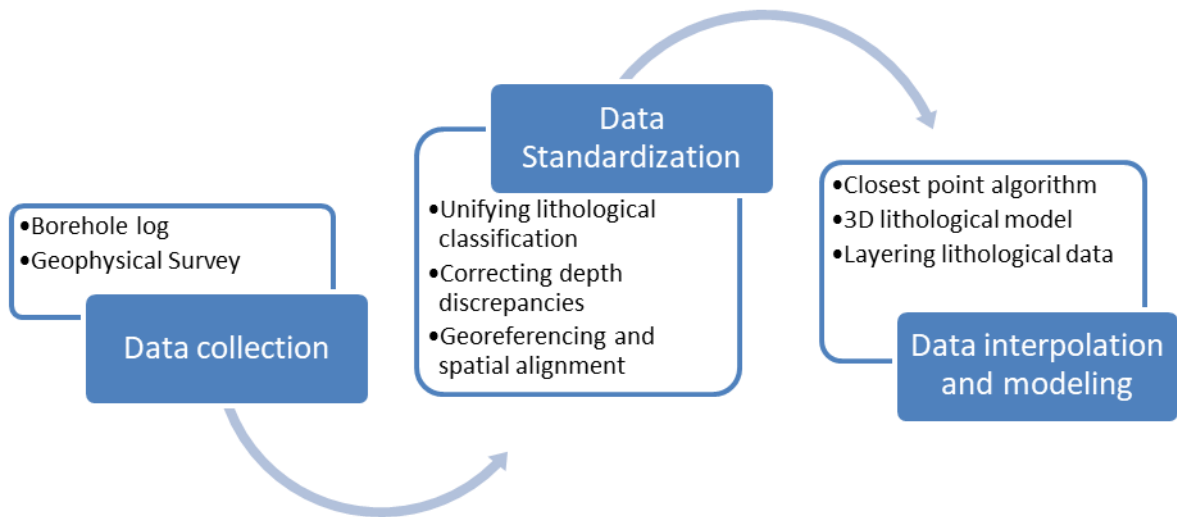 •Borehole log
•Geophysical Survey
Data collection
Data
Standardization
•Unifying lithological
classification
•Correcting depth
discrepancies
•Georeferencing and
spatial alignment
•Closest point algorithm
•3D lithological model
•Layering lithological data
Data interpolation
and modeling